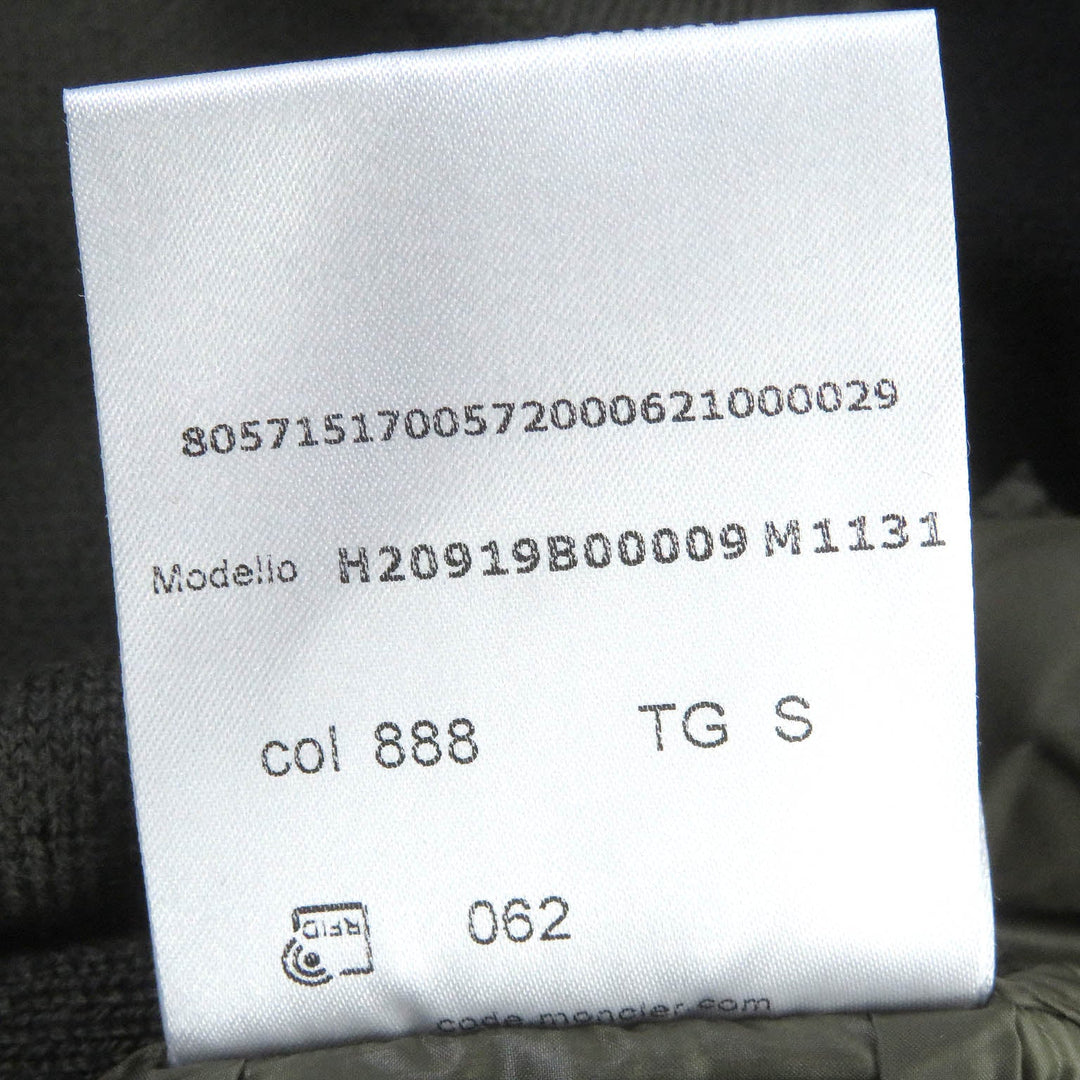 8057151700572000621000029
Modello H20919B00009 M1131
col 888 TG S
RFID 062
code.moncler.com